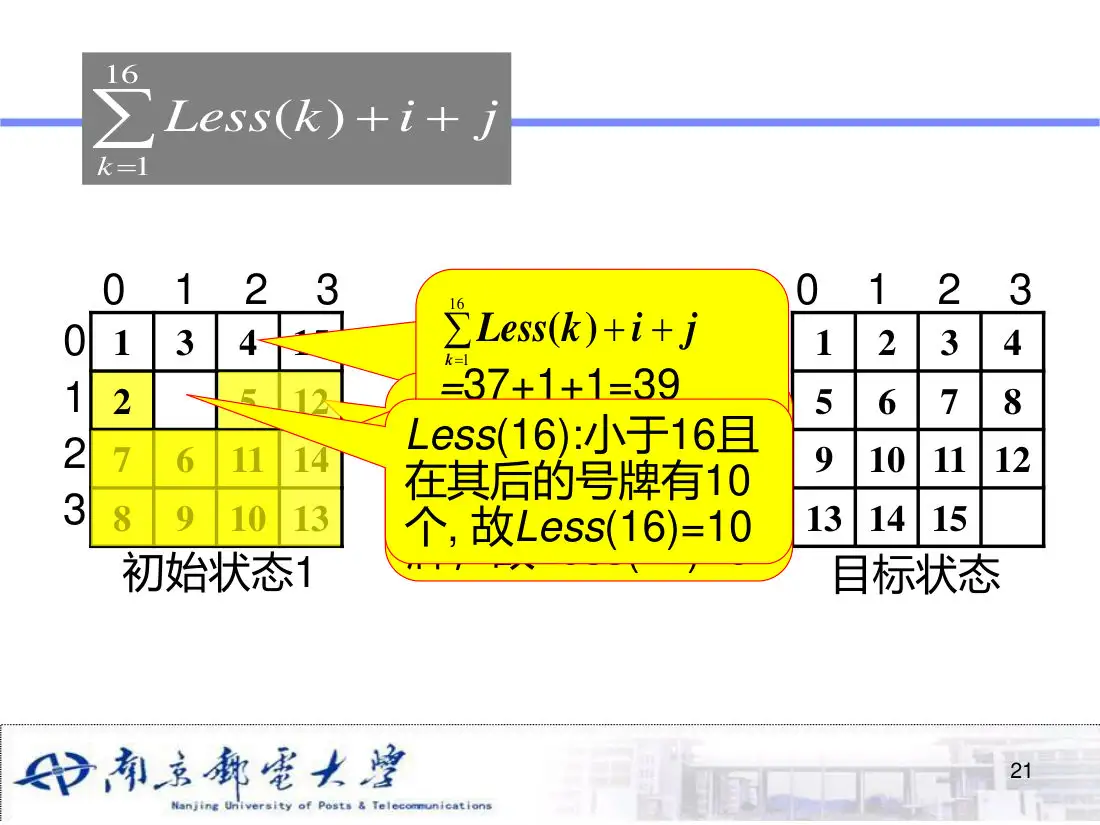 16
∑ Less(k) + i + j
k=1
0 1 2 3
0 1 3 4
1 2 5 12
2 7 6 11 14
3 8 9 10 13
初始状态1
16
∑ Less(k) + i + j
k=1
=37+1+1=39
Less(16):小于16且
在其后的号牌有10
个, 故Less(16)=10
0 1 2 3
1 2 3 4
5 6 7 8
9 10 11 12
13 14 15
目标状态
南京邮电大学
Nanjing University of Posts & Telecommunications
21